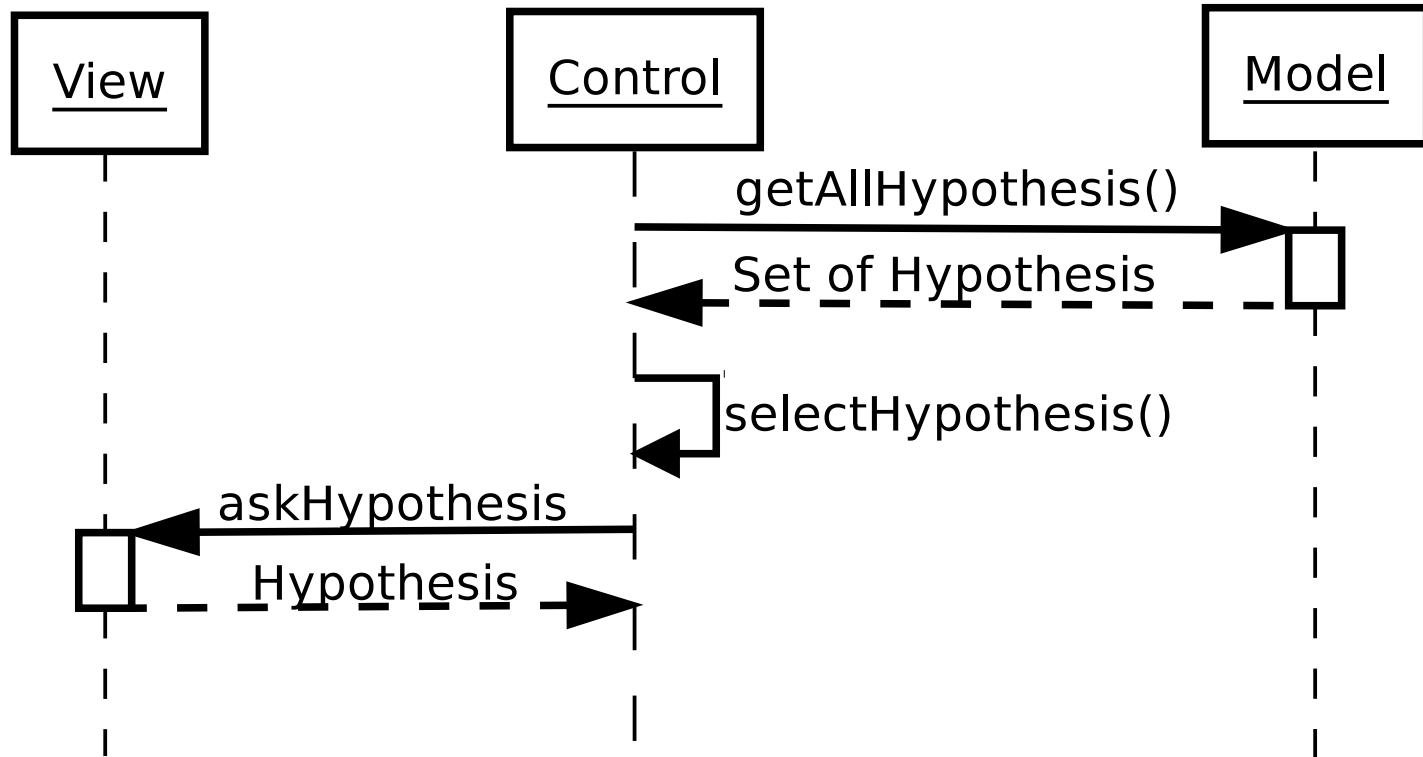 View
Control
Model
getAllHypothesis()
Set of Hypothesis
selectHypothesis()
askHypothesis
Hypothesis